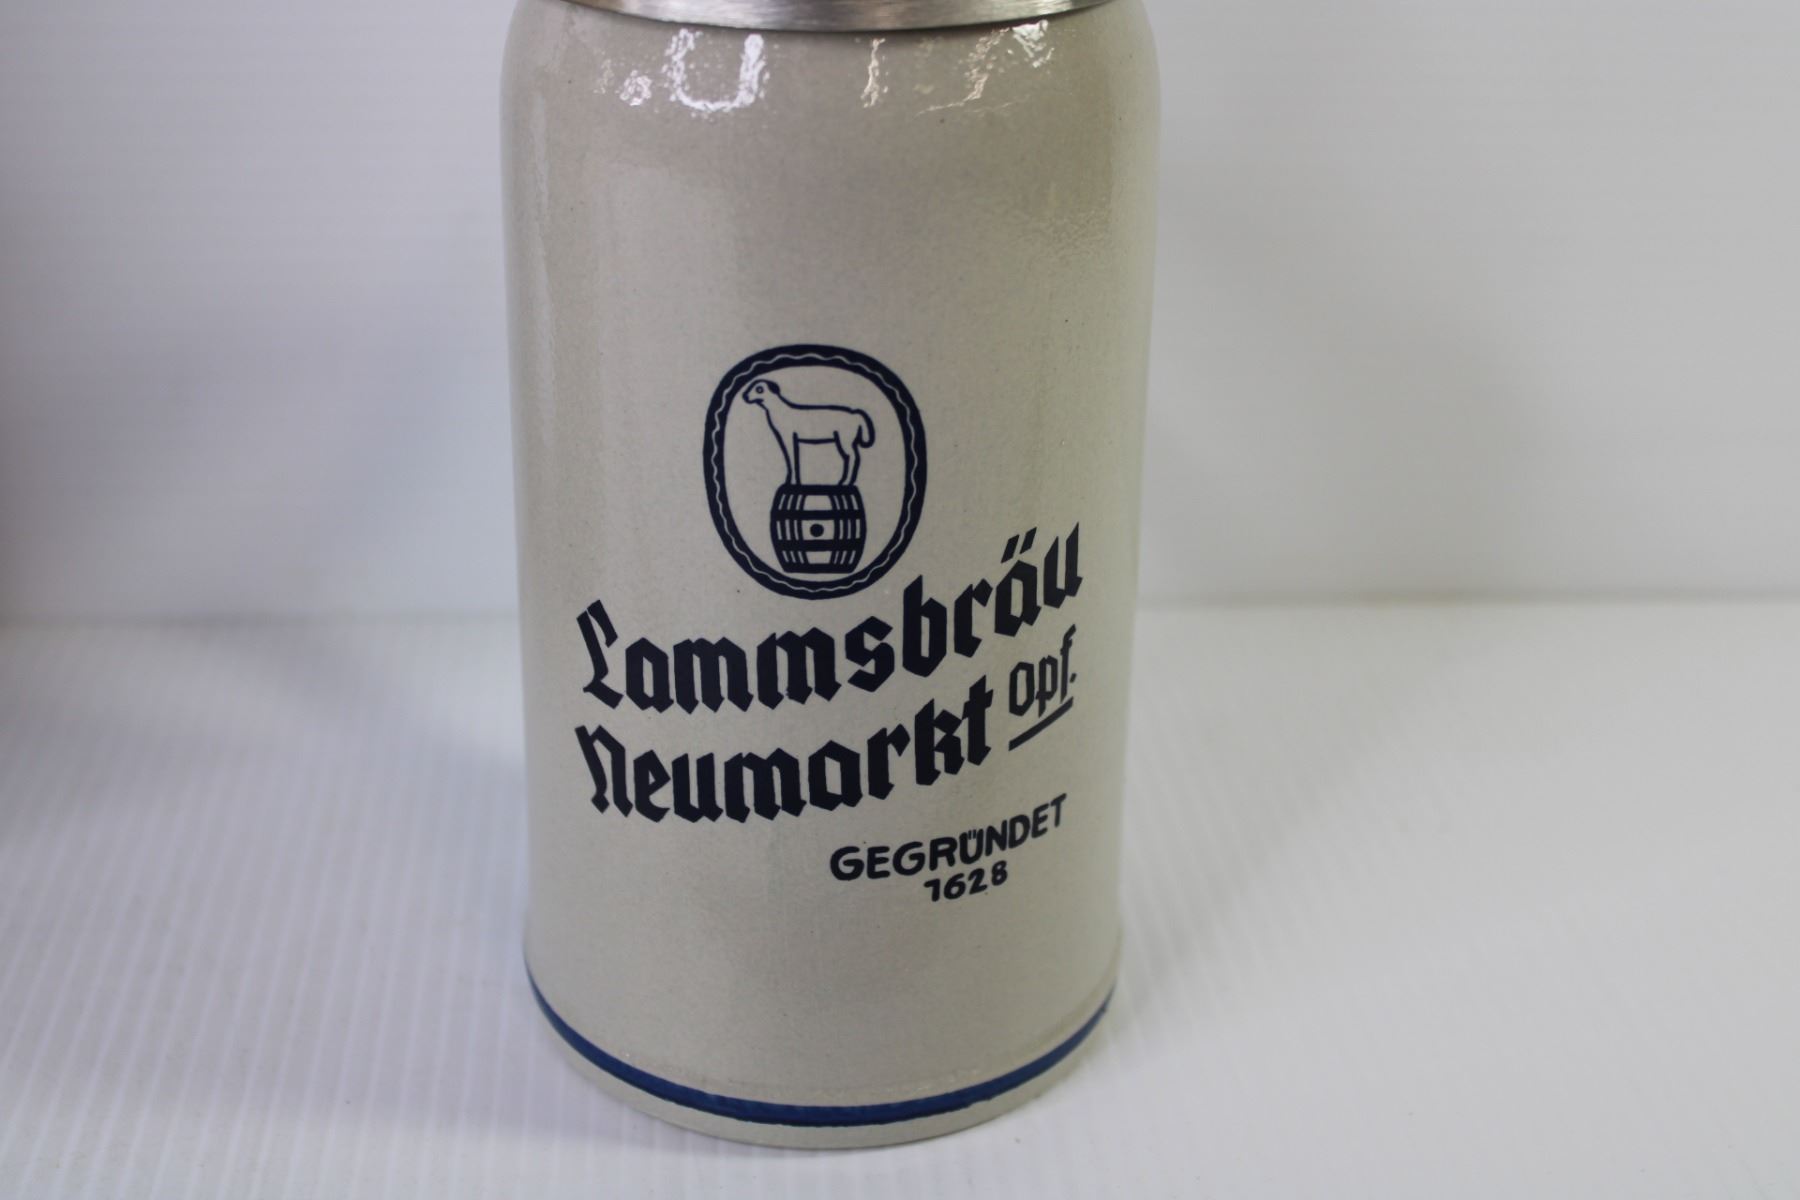 Lammsbräu
Neumarkt Opf.
GEGRÜNDET
1628